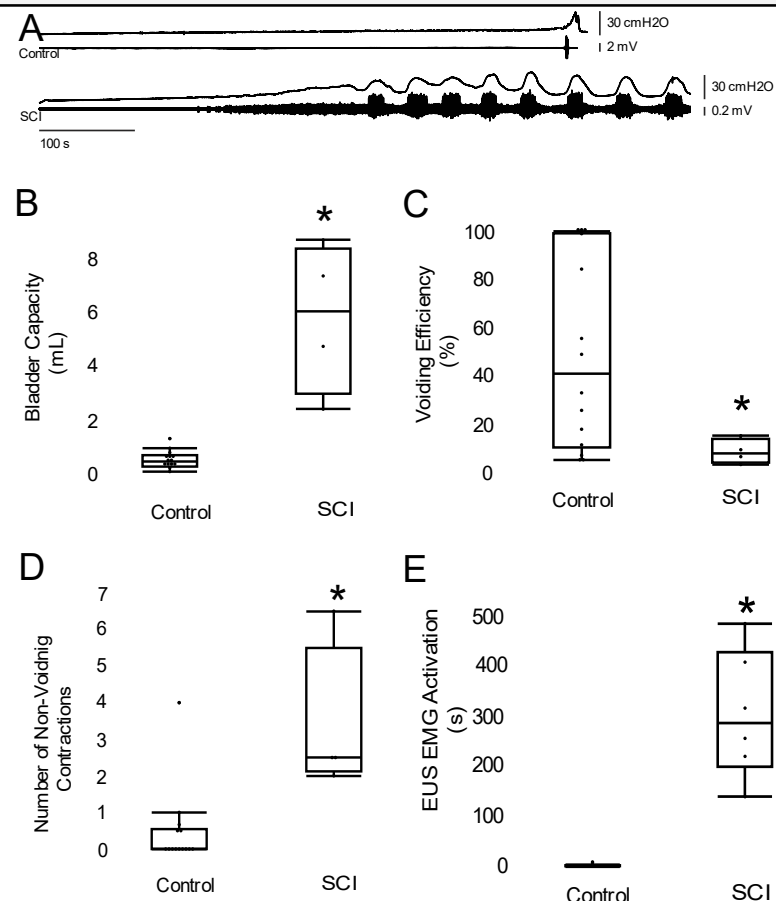 A
Control
30 cmH2O
2 mV
SCI
30 cmH2O
0.2 mV
100 s
B
*
Bladder Capacity
(mL)
8
6
4
2
0
Control
SCI
C
*
Voiding Efficiency
(%)
100
80
60
40
20
0
Control
SCI
D
*
Number of Non-Voidnig
Contractions
7
6
5
4
3
2
1
0
Control
SCI
E
*
EUS EMG Activation
(s)
500
400
300
200
100
0
Control
SCI